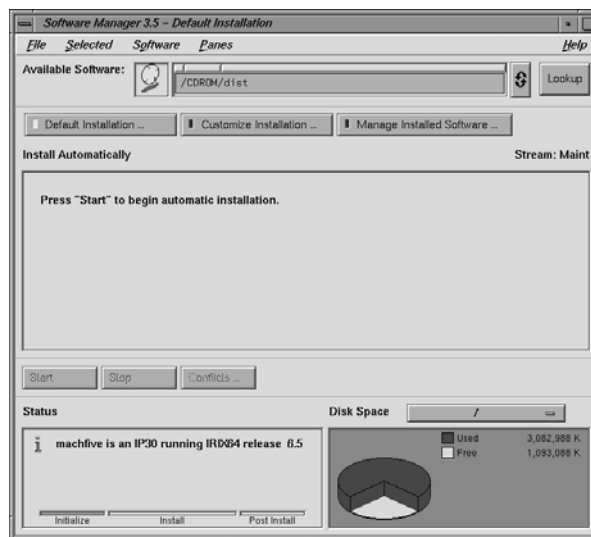 Software Manager 3.5 – Default Installation
File Selected Software Panes Help
Available Software: /CDROM/dist Lookup
Default Installation ... Customize Installation ... Manage Installed Software ...
Install Automatically Stream: Maint
Press "Start" to begin automatic installation.
Start Stop Conflicts ...
Status Disk Space /
machfive is an IP30 running IRIX64 release 6.5
Used 3,082,988 K
Free 1,093,088 K
Initialize Install Post Install